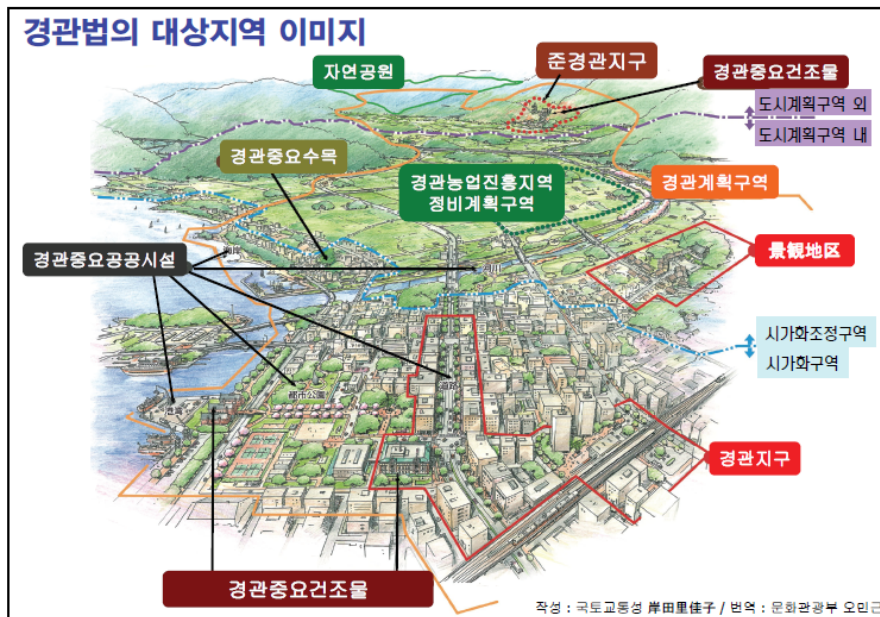 경관법의 대상지역 이미지
자연공원
준경관지구
경관중요건조물
도시계획구역 외
도시계획구역 내
경관중요수목
경관농업진흥지역
정비계획구역
경관계획구역
경관중요공공시설
景観地区
시가화조정구역
시가화구역
都市公園
道路
경관지구
경관중요건조물
작성 : 국토교통성 岸田里佳子 / 번역 : 문화관광부 오민근